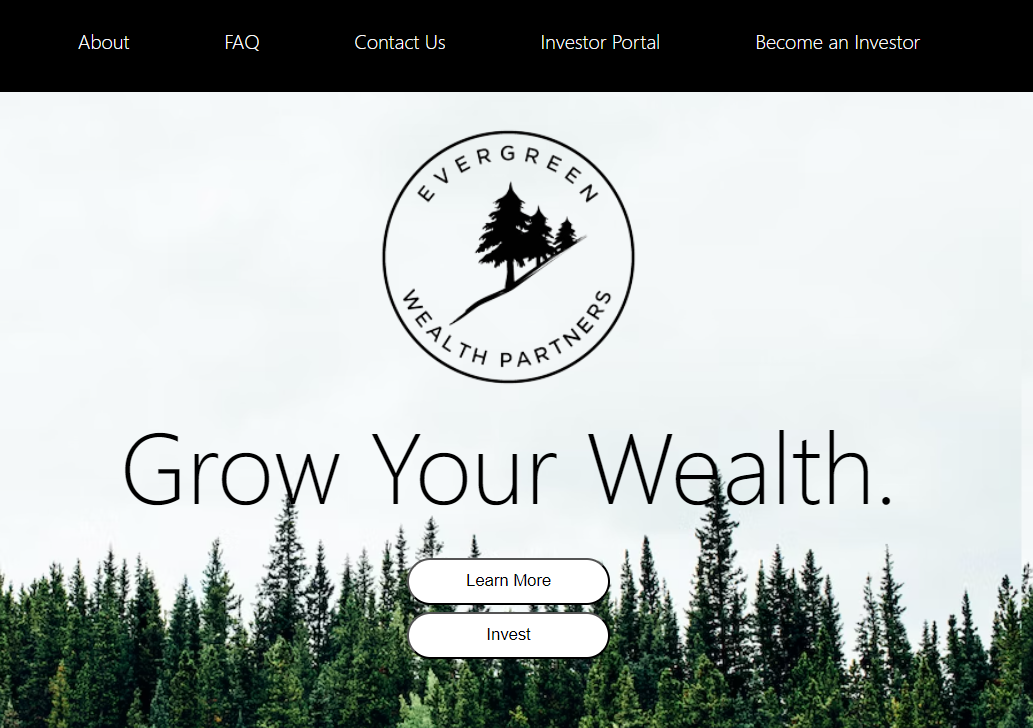 About FAQ Contact Us Investor Portal Become an Investor
EVERGREEN
WEALTH PARTNERS
Grow Your Wealth.
Learn More
Invest